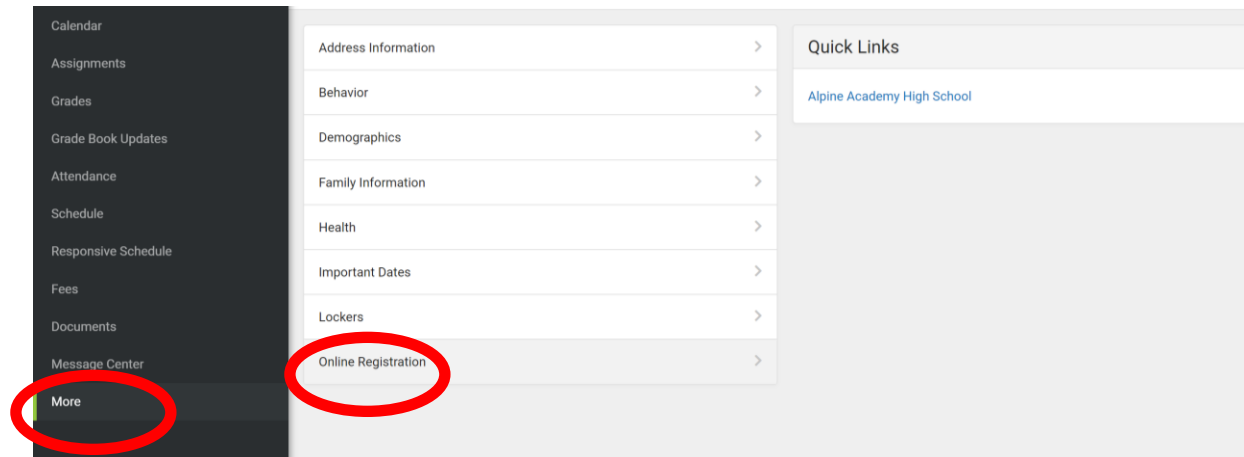 Calendar
Assignments
Grades
Grade Book Updates
Attendance
Schedule
Responsive Schedule
Fees
Documents
Message Center
More
Address Information
Behavior
Demographics
Family Information
Health
Important Dates
Lockers
Online Registration
Quick Links
Alpine Academy High School